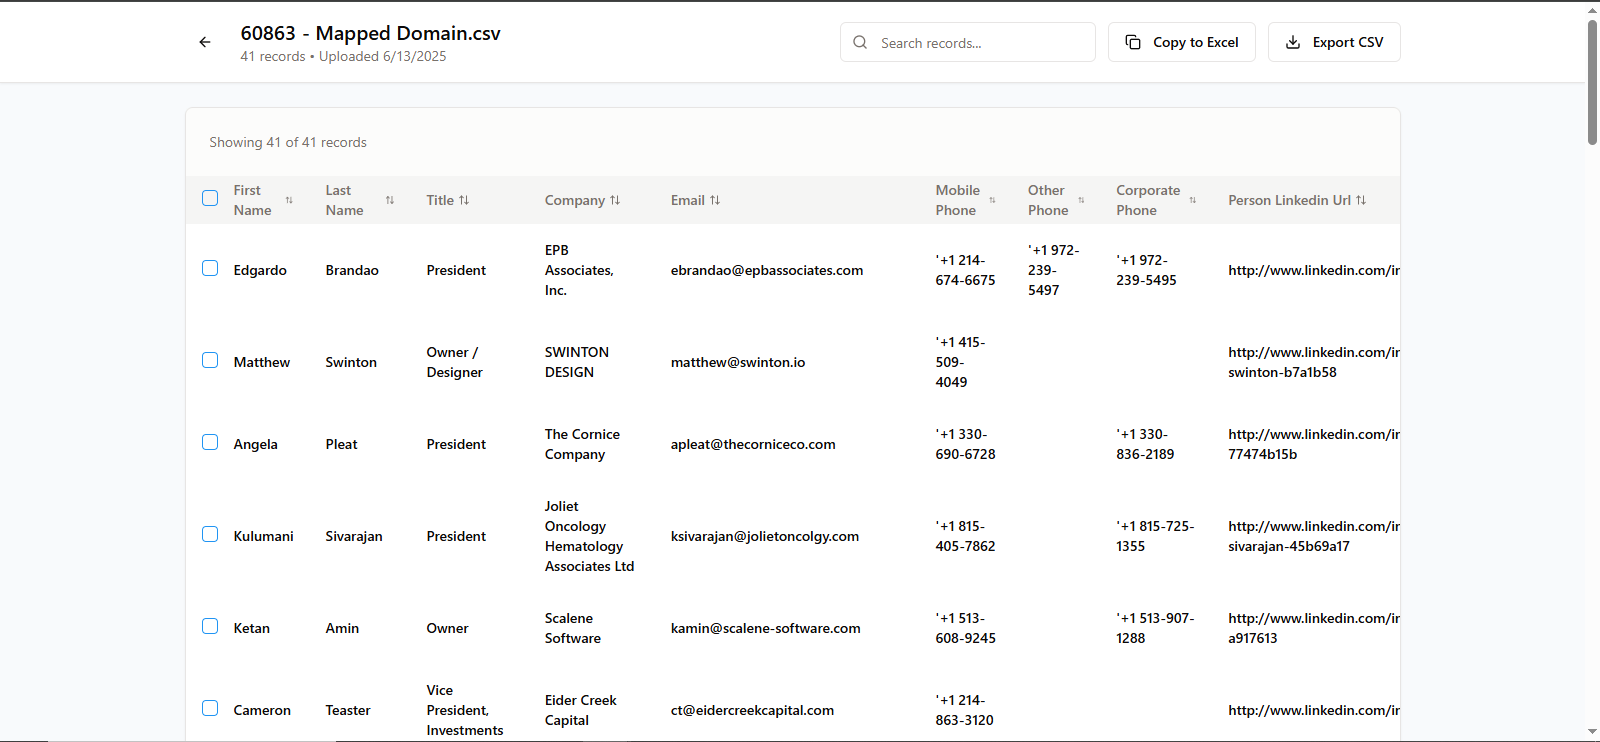 60863 - Mapped Domain.csv
41 records • Uploaded 6/13/2025
Search records...
Copy to Excel
Export CSV
Showing 41 of 41 records
First Name
Last Name
Title
Company
Email
Mobile Phone
Other Phone
Corporate Phone
Person Linkedin Url
Edgardo
Brandao
President
EPB
Associates,
Inc.
ebrandao@epbassociates.com
'+1 214-
674-6675
'+1 972-
239-
5497
'+1 972-
239-5495
http://www.linkedin.com/in
Matthew
Swinton
Owner /
Designer
SWINTON
DESIGN
matthew@swinton.io
'+1 415-
509-
4049
http://www.linkedin.com/in
swinton-b7a1b58
Angela
Pleat
President
The Cornice
Company
apleat@thecorniceco.com
'+1 330-
690-6728
'+1 330-
836-2189
http://www.linkedin.com/in
77474b15b
Kulumani
Sivarajan
President
Joliet
Oncology
Hematology
Associates Ltd
ksivarajan@jolietoncolgy.com
'+1 815-
405-7862
'+1 815-725-
1355
http://www.linkedin.com/in
sivarajan-45b69a17
Ketan
Amin
Owner
Scalene
Software
kamin@scalene-software.com
'+1 513-
608-9245
'+1 513-907-
1288
http://www.linkedin.com/in
a917613
Cameron
Teaster
Vice
President,
Investments
Eider Creek
Capital
ct@eidercreekcapital.com
'+1 214-
863-3120
http://www.linkedin.com/in